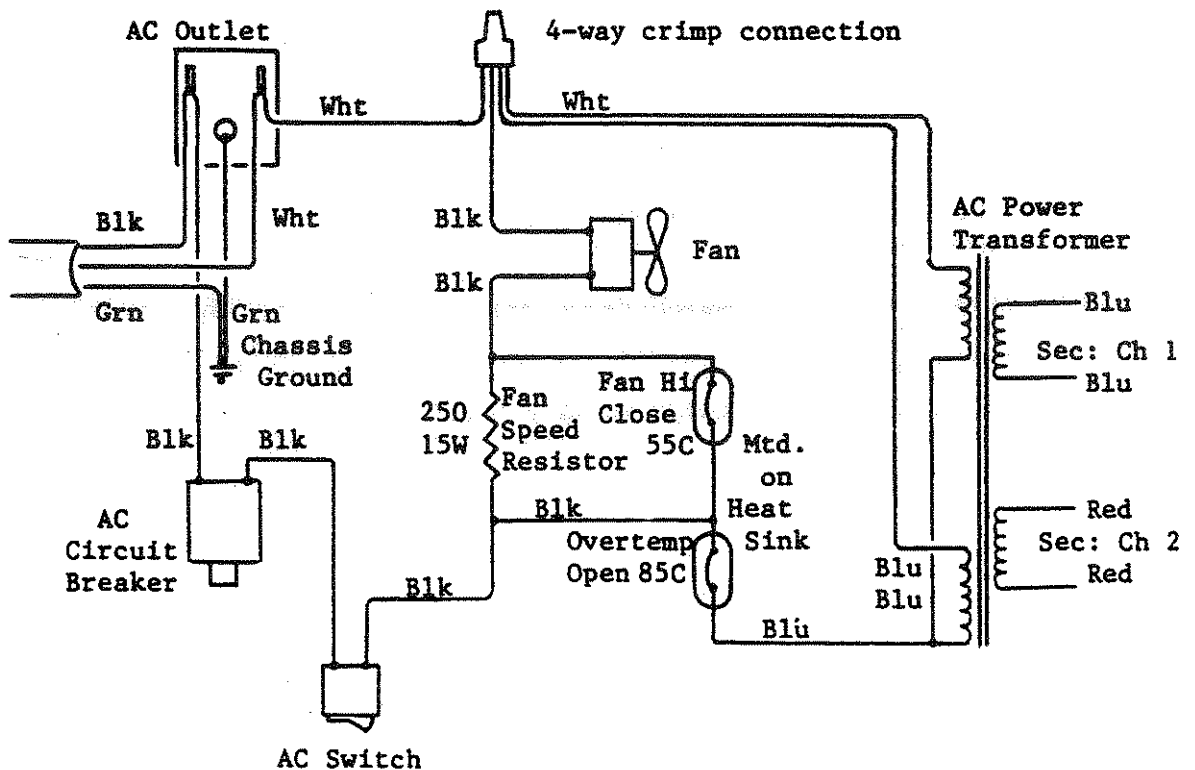 AC Outlet
4-way crimp connection
Wht
Wht
Blk
Wht
Blk
Fan
AC Power
Transformer
Blk
Grn
Grn
Chassis
Ground
Blu
Sec: Ch 1
Blu
250
15W
Fan
Speed
Resistor
Fan Hi
Close
55C
Mtd.
on
Heat
Sink
Blk
Blk
Blk
AC
Circuit
Breaker
Overtemp
Open 85C
Red
Sec: Ch 2
Red
Blu
Blu
Blk
Blu
AC Switch